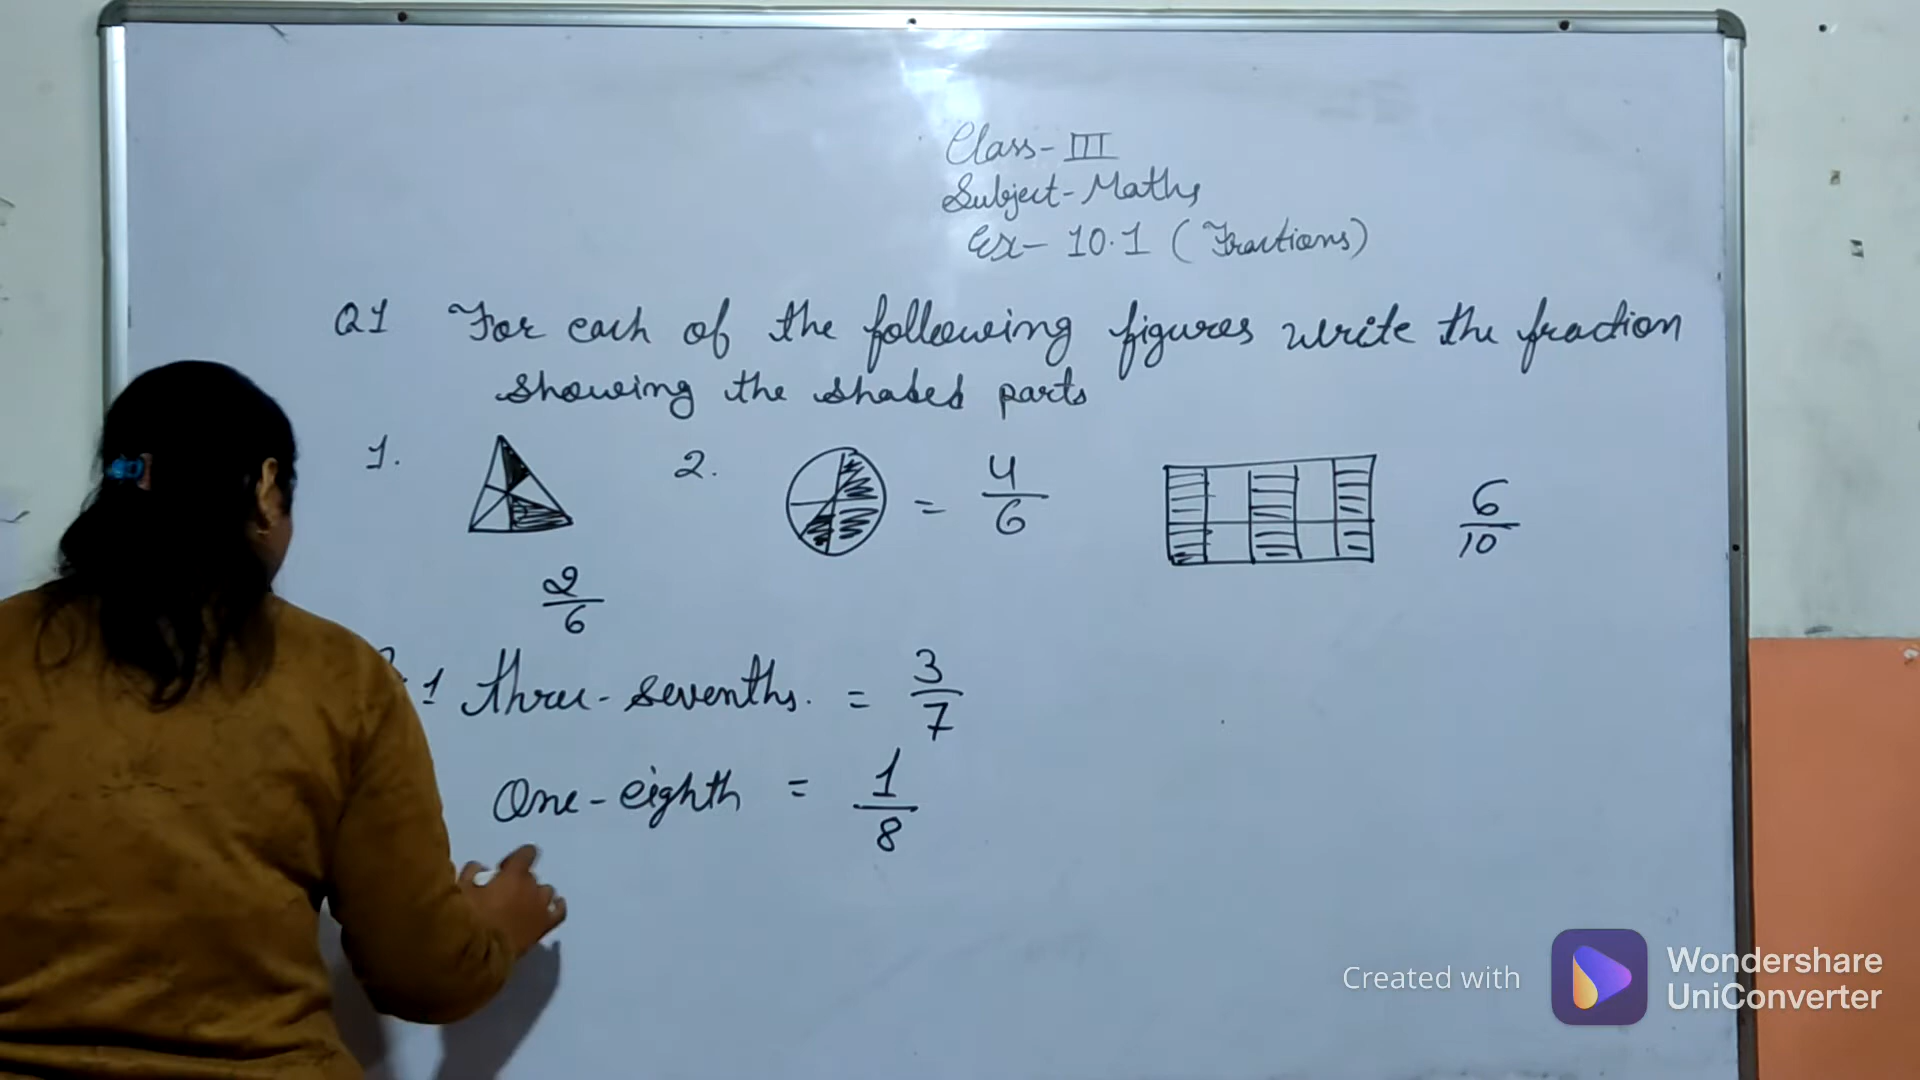 Class-III
Subject-Maths
Ex- 10.1 (Fractions)
Q1 For each of the following figures write the fraction
showing the shaded parts
1. 2. = 4/6 6/10
2/6
.1 three-sevenths. = 3/7
One-eighth = 1/8
Created with Wondershare UniConverter